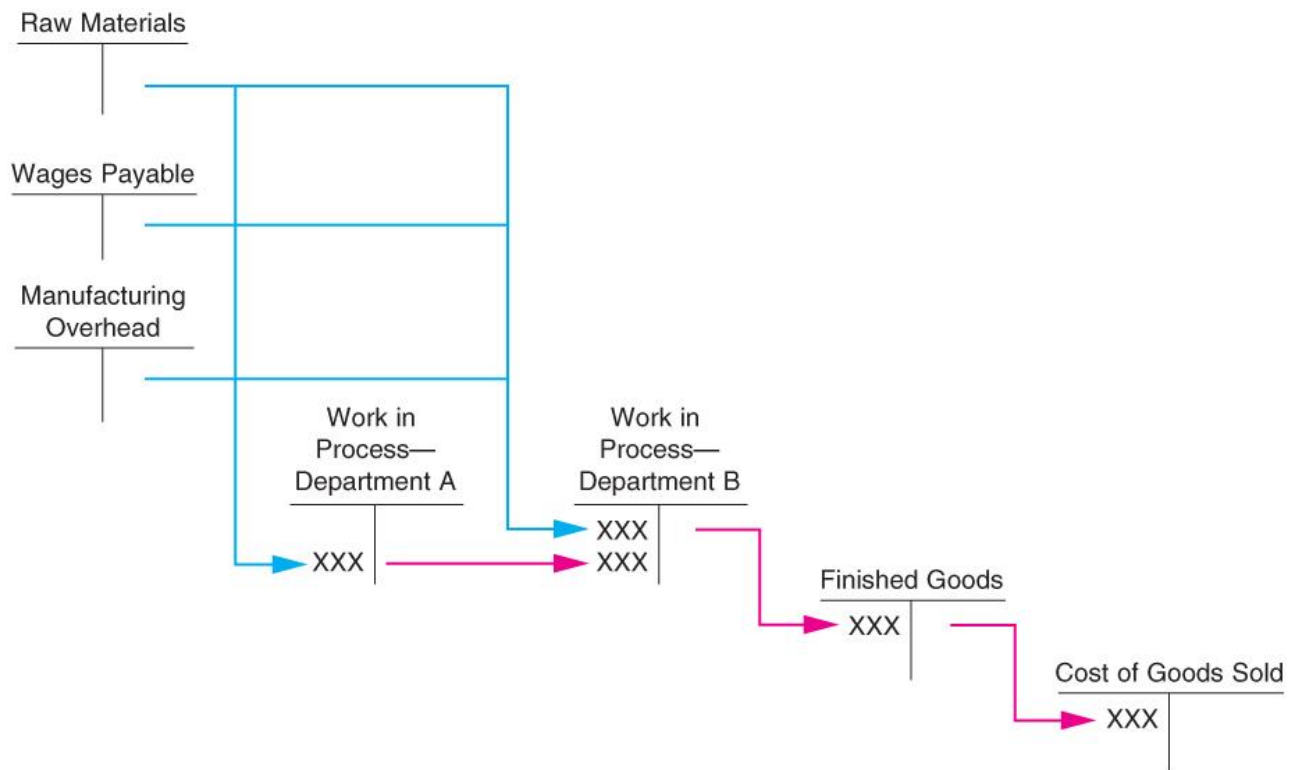 Raw Materials
Wages Payable
Manufacturing
Overhead
Work in
Process—
Department A
XXX
Work in
Process—
Department B
XXX
XXX
Finished Goods
XXX
Cost of Goods Sold
XXX